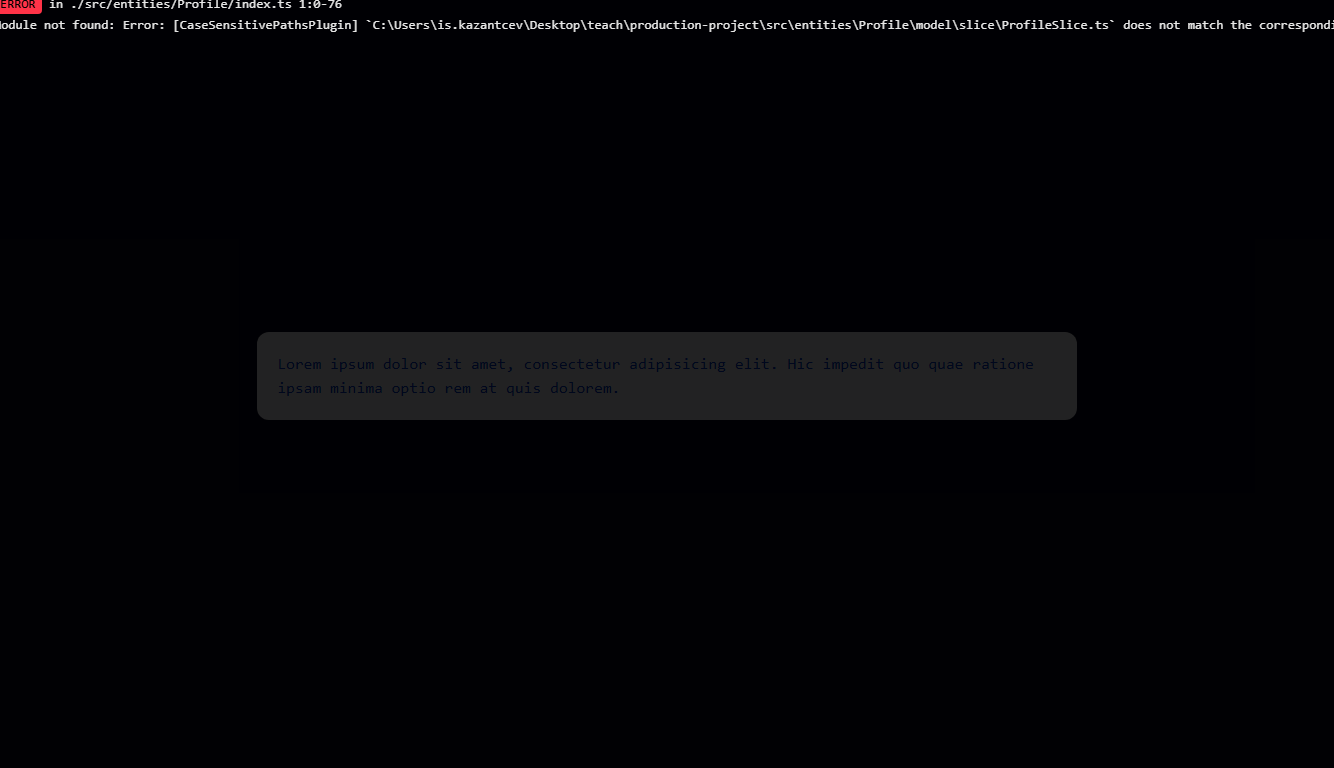 ERROR in ./src/entities/Profile/index.ts 1:0-76
Module not found: Error: [CaseSensitivePathsPlugin] `C:\Users\is.kazantcev\Desktop\teach\production-project\src\entities\Profile\model\slice\ProfileSlice.ts` does not match the correspondi
Lorem ipsum dolor sit amet, consectetur adipisicing elit. Hic impedit quo quae ratione
ipsam minima optio rem at quis dolorem.